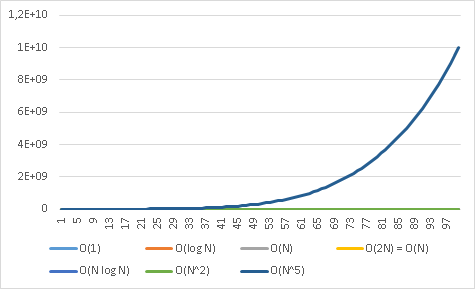 1,2E+10
1E+10
8E+09
6E+09
4E+09
2E+09
0
1 5 9 13 17 21 25 29 33 37 41 45 49 53 57 61 65 69 73 77 81 85 89 93 97
O(1) O(log N) O(N) O(2N) = O(N)
O(N log N) O(N^2) O(N^5)